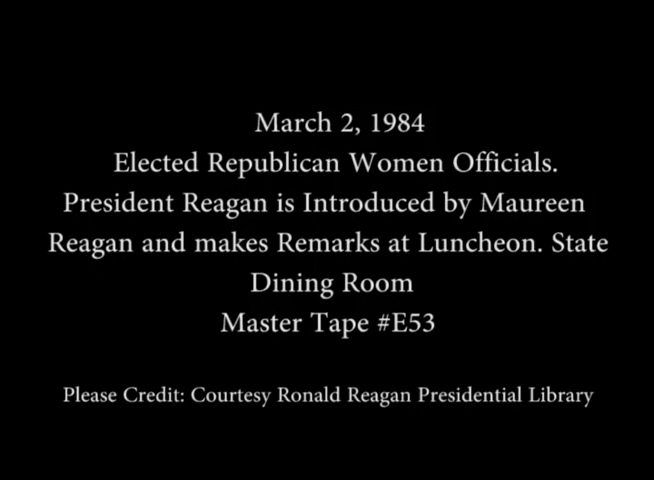 March 2, 1984
Elected Republican Women Officials.
President Reagan is Introduced by Maureen
Reagan and makes Remarks at Luncheon. State
Dining Room
Master Tape #E53
Please Credit: Courtesy Ronald Reagan Presidential Library